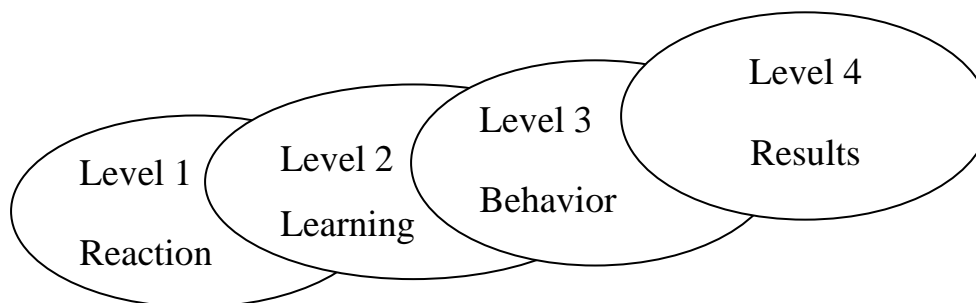 Level 1
Reaction
Level 2
Learning
Level 3
Behavior
Level 4
Results